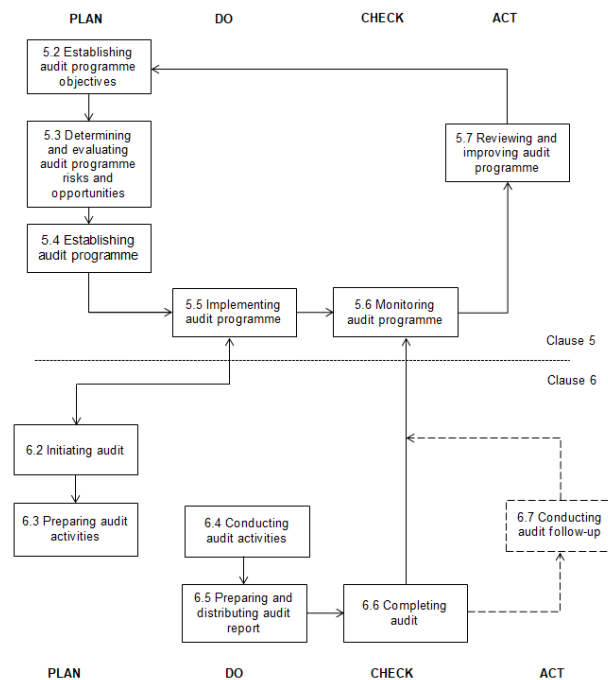 PLAN
DO
CHECK
ACT
5.2 Establishing
audit programme
objectives
5.3 Determining
and evaluating
audit programme
risks and
opportunities
5.7 Reviewing and
improving audit
programme
5.4 Establishing
audit programme
5.5 Implementing
audit programme
5.6 Monitoring
audit programme
Clause 5
Clause 6
6.2 Initiating audit
6.3 Preparing audit
activities
6.4 Conducting
audit activities
6.7 Conducting
audit follow-up
6.5 Preparing and
distributing audit
report
6.6 Completing
audit
PLAN
DO
CHECK
ACT